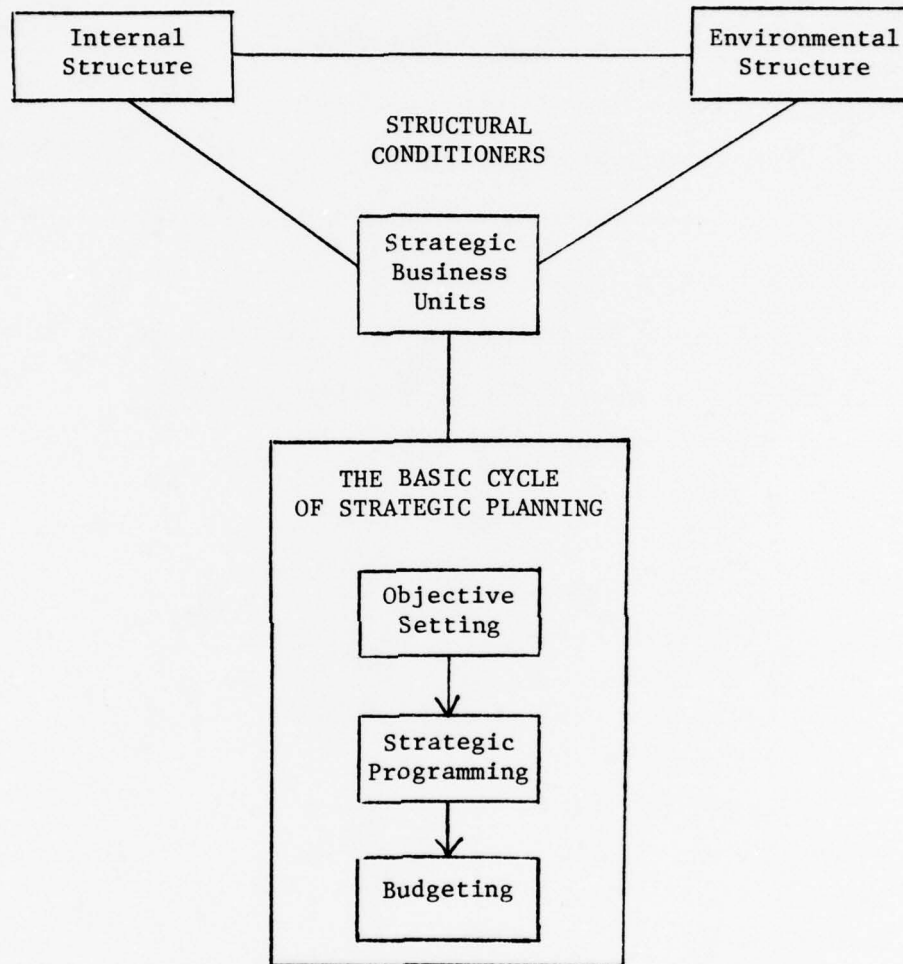 Internal
Structure
Environmental
Structure
STRUCTURAL
CONDITIONERS
Strategic
Business
Units
THE BASIC CYCLE
OF STRATEGIC PLANNING
Objective
Setting
Strategic
Programming
Budgeting